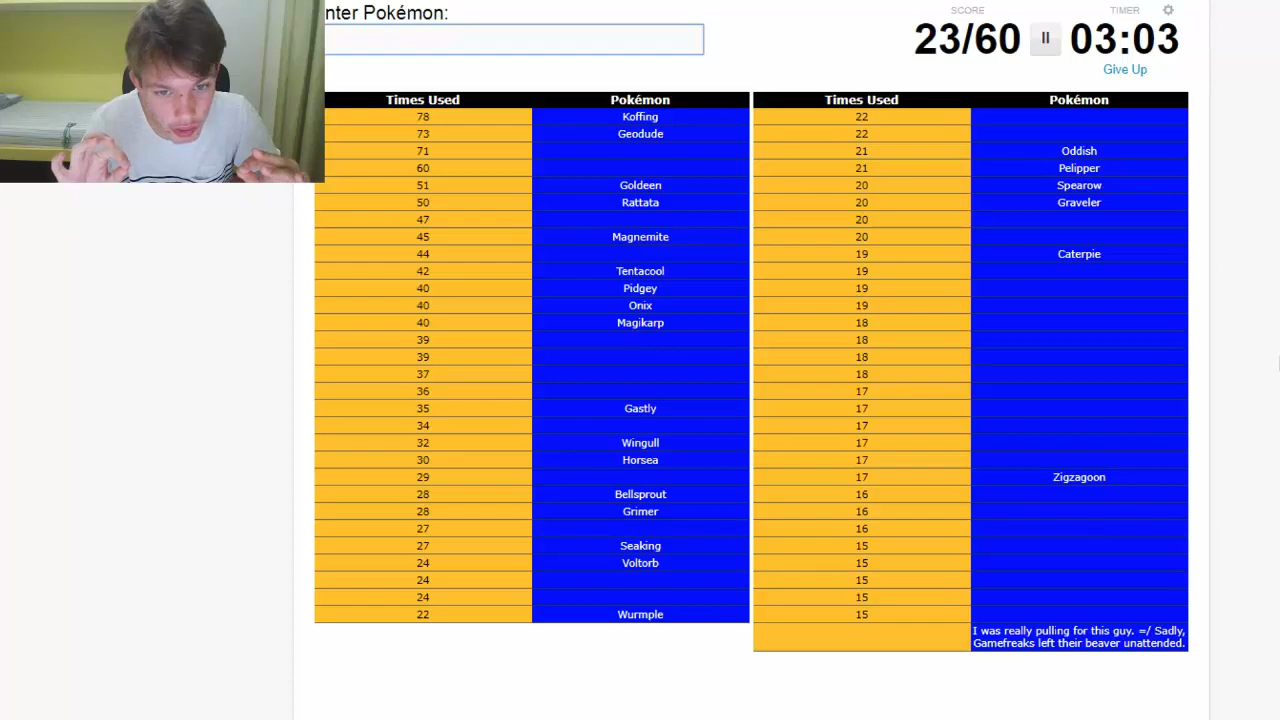 nter Pokémon:
SCORE
23/60
TIMER
03:03
Give Up
Times Used Pokémon
78 Koffing
73 Geodude
71
60
51 Goldeen
50 Rattata
47
45 Magnemite
44
42 Tentacool
40 Pidgey
40 Onix
40 Magikarp
39
39
37
36
35 Gastly
34
32 Wingull
30 Horsea
29
28 Bellsprout
28 Grimer
27
27 Seaking
24 Voltorb
24
24
22 Wurmple
Times Used Pokémon
22
22
21 Oddish
21 Pelipper
20 Spearow
20 Graveler
20
20
19 Caterpie
19
19
19
18
18
18
18
17
17
17
17
17
17 Zigzagoon
16
16
16
15
15
15
15
15
I was really pulling for this guy. =/ Sadly,
Gamefreaks left their beaver unattended.